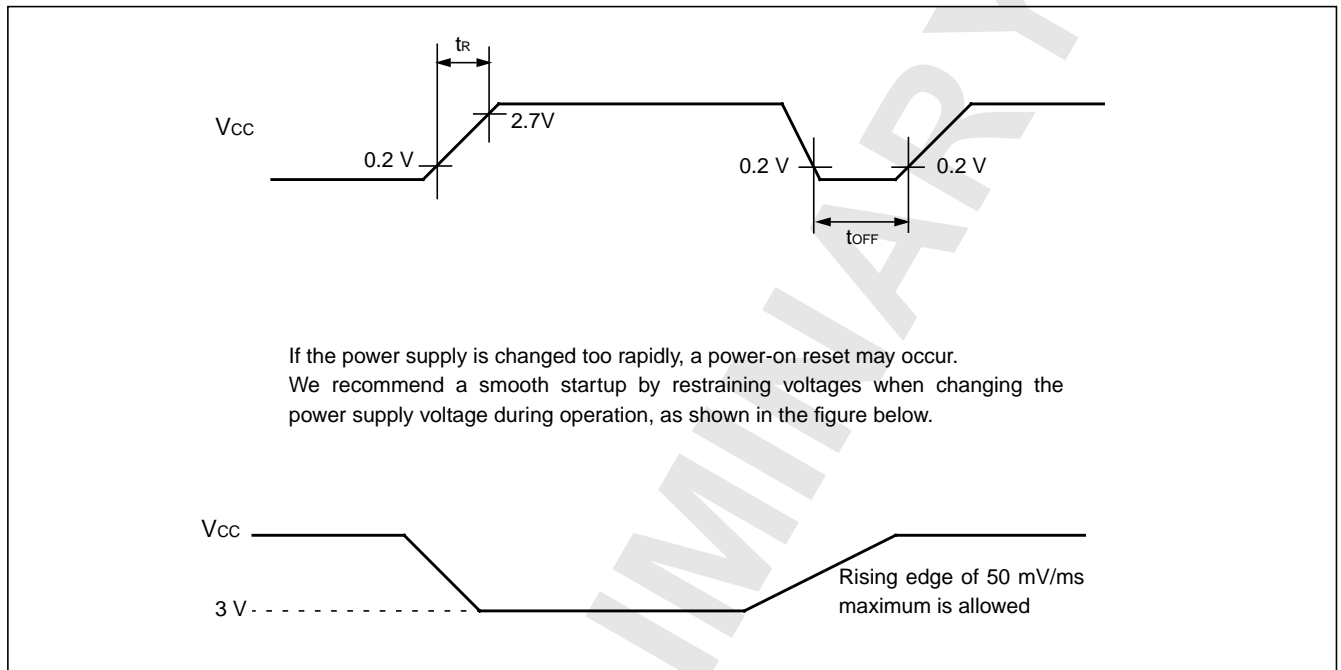 tR
VCC
2.7V
0.2 V
0.2 V
0.2 V
tOFF
If the power supply is changed too rapidly, a power-on reset may occur.
We recommend a smooth startup by restraining voltages when changing the
power supply voltage during operation, as shown in the figure below.
VCC
Rising edge of 50 mV/ms
maximum is allowed
3 V
IMINARY